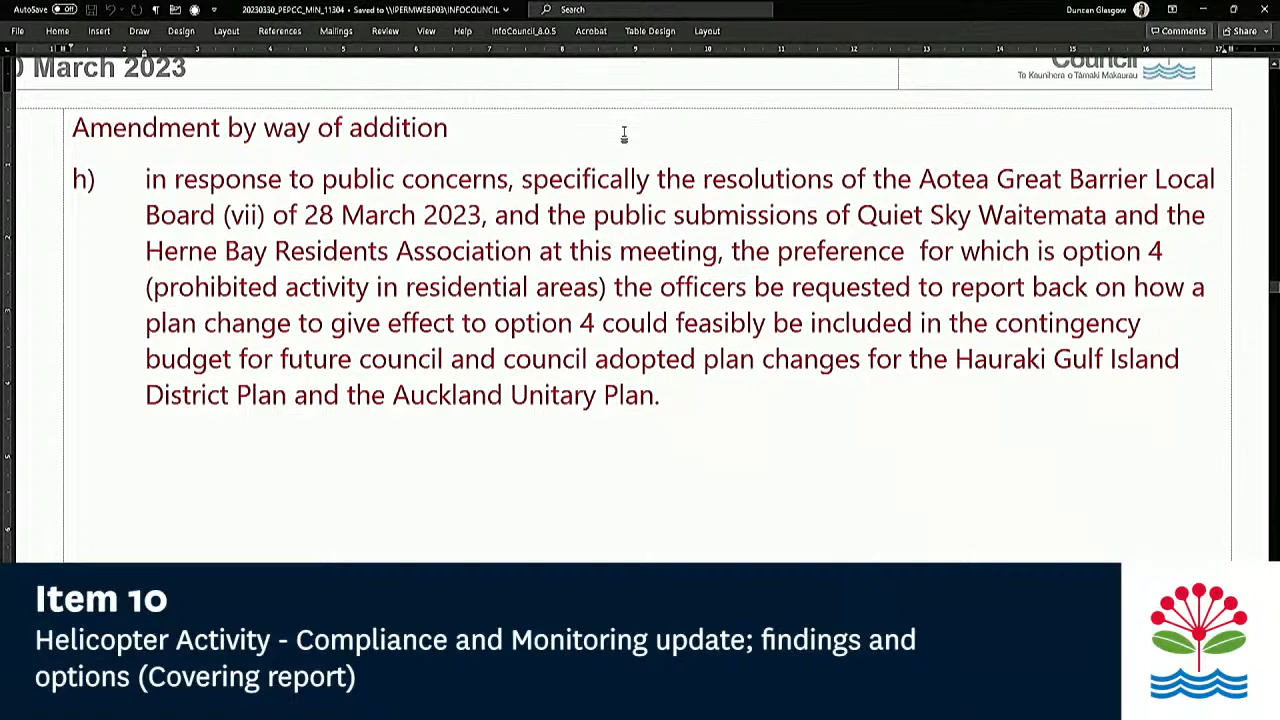 AutoSave Off 20230330_PEPCC_MIN_11304 • Saved to \\IPERMWEBP03\INFOCOUNCIL Search Duncan Glasgow
File Home Insert Draw Design Layout References Mailings Review View Help InfoCouncil_8.0.5 Acrobat Table Design Layout Comments Share
0 March 2023
Council
Te Kaunihera o Tāmaki Makaurau
Amendment by way of addition
h) in response to public concerns, specifically the resolutions of the Aotea Great Barrier Local
Board (vii) of 28 March 2023, and the public submissions of Quiet Sky Waitemata and the
Herne Bay Residents Association at this meeting, the preference for which is option 4
(prohibited activity in residential areas) the officers be requested to report back on how a
plan change to give effect to option 4 could feasibly be included in the contingency
budget for future council and council adopted plan changes for the Hauraki Gulf Island
District Plan and the Auckland Unitary Plan.
Item 10
Helicopter Activity - Compliance and Monitoring update; findings and
options (Covering report)